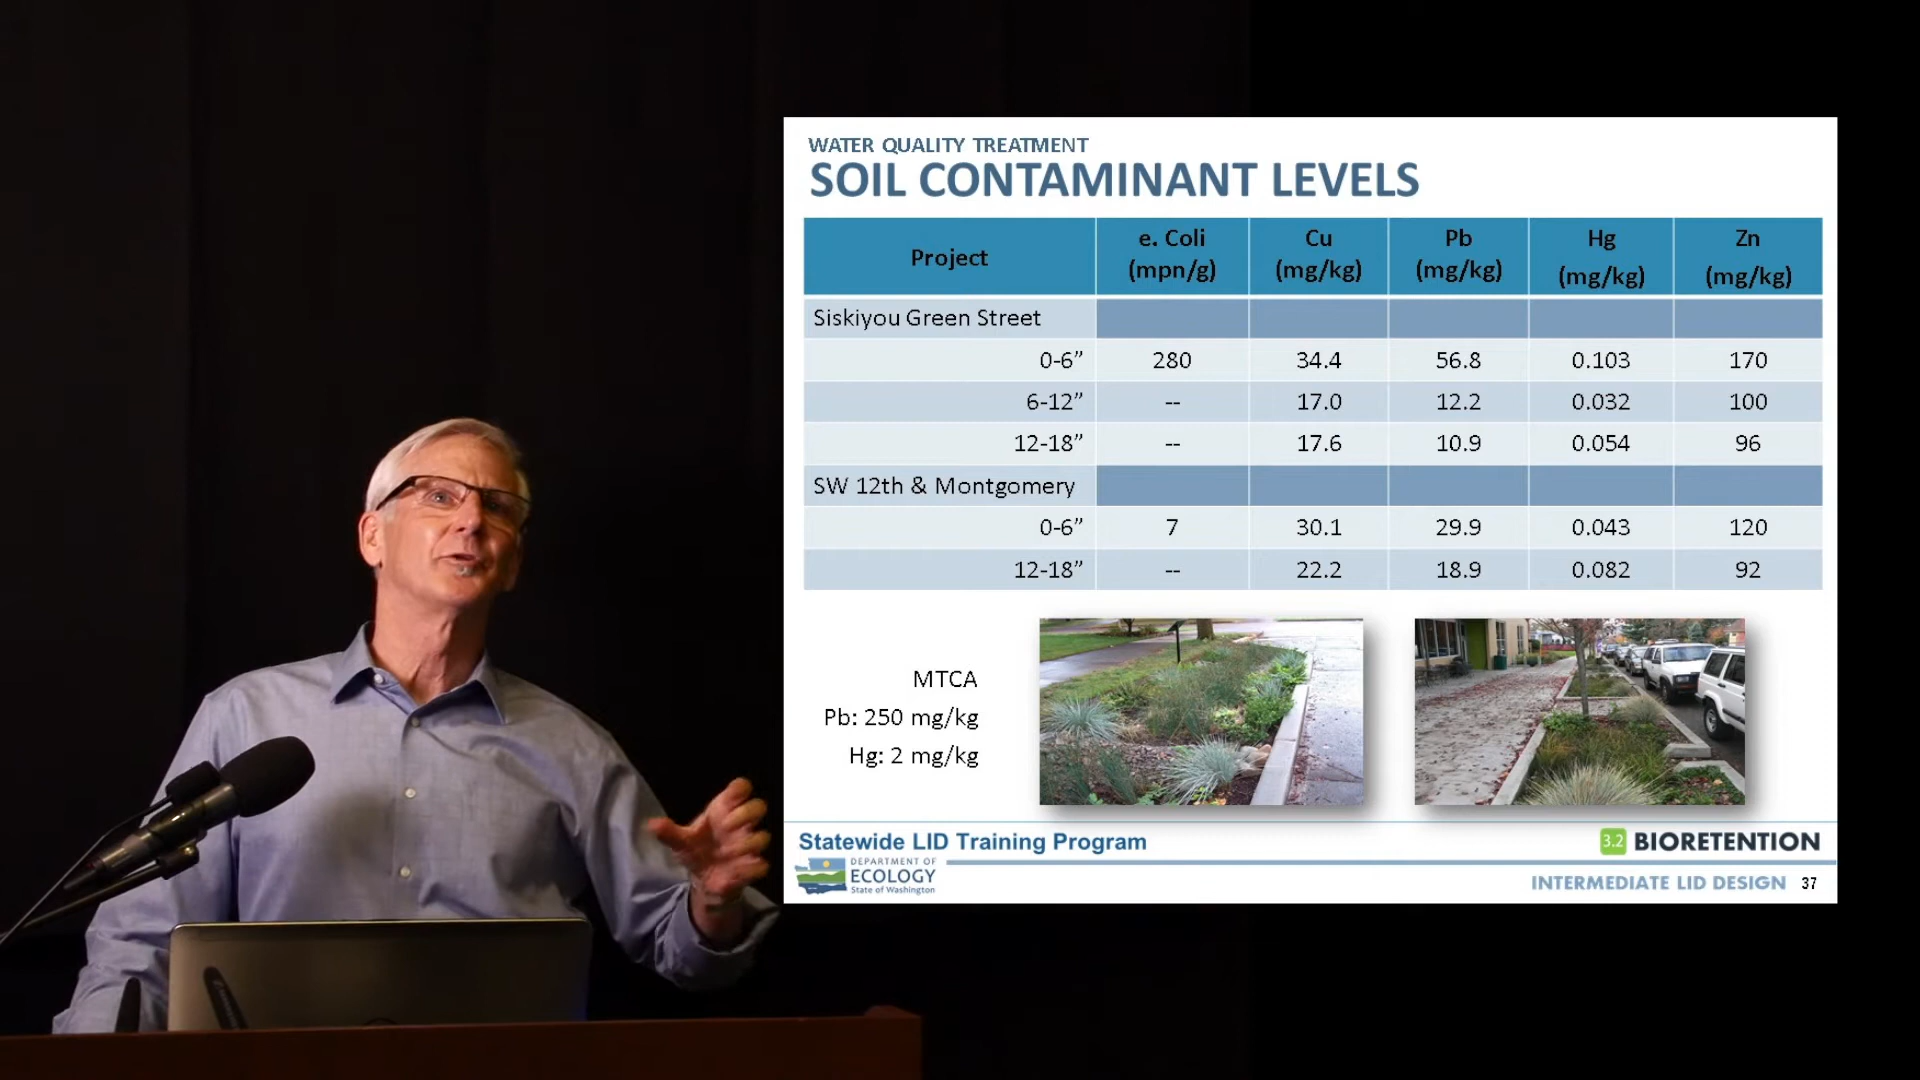 WATER QUALITY TREATMENT
SOIL CONTAMINANT LEVELS
Project e. Coli (mpn/g) Cu (mg/kg) Pb (mg/kg) Hg (mg/kg) Zn (mg/kg)
Siskiyou Green Street
0-6” 280 34.4 56.8 0.103 170
6-12” -- 17.0 12.2 0.032 100
12-18” -- 17.6 10.9 0.054 96
SW 12th & Montgomery
0-6” 7 30.1 29.9 0.043 120
12-18” -- 22.2 18.9 0.082 92
MTCA
Pb: 250 mg/kg
Hg: 2 mg/kg
Statewide LID Training Program
3.2 BIORETENTION
DEPARTMENT OF
ECOLOGY
State of Washington
INTERMEDIATE LID DESIGN 37